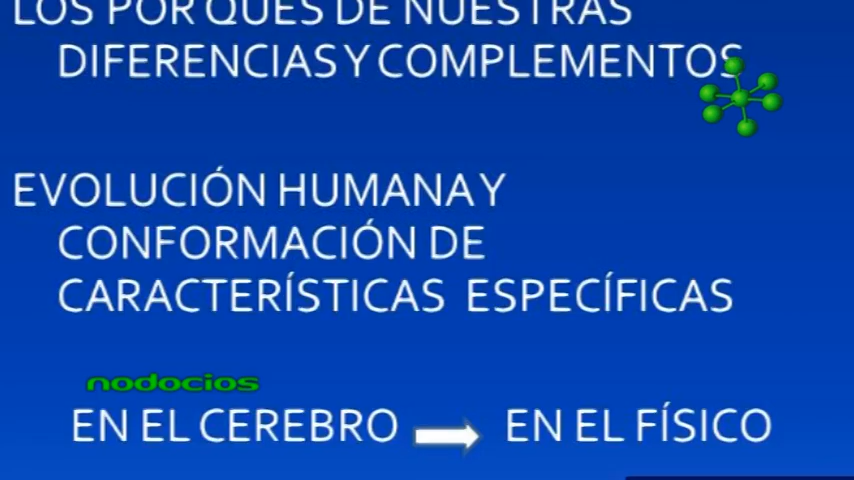 LOS POR QUÉS DE NUESTRAS
DIFERENCIAS Y COMPLEMENTOS
EVOLUCIÓN HUMANA Y
CONFORMACIÓN DE
CARACTERÍSTICAS ESPECÍFICAS
nodocios
EN EL CEREBRO EN EL FÍSICO